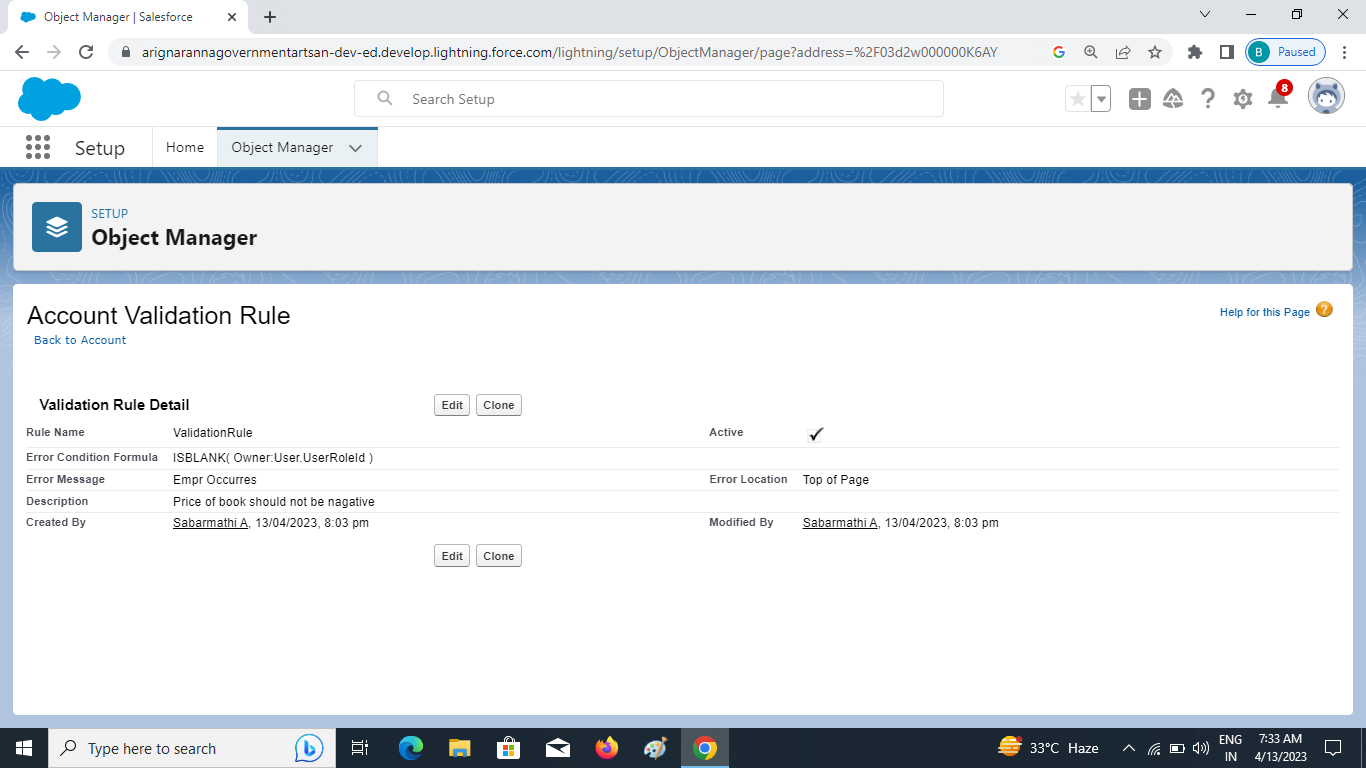 Object Manager | Salesforce
arignarannagovernmentartsan-dev-ed.develop.lightning.force.com/lightning/setup/ObjectManager/page?address=%2F03d2w000000K6AY
B Paused
Search Setup
8
Setup Home Object Manager
SETUP
Object Manager
Account Validation Rule
Help for this Page ?
Back to Account
Validation Rule Detail Edit Clone
Rule Name ValidationRule Active
Error Condition Formula ISBLANK( Owner:User.UserRoleId )
Error Message Empr Occurres Error Location Top of Page
Description Price of book should not be nagative
Created By Sabarmathi A, 13/04/2023, 8:03 pm Modified By Sabarmathi A, 13/04/2023, 8:03 pm
Edit Clone
Type here to search
33°C Haze
ENG
IN
7:33 AM
4/13/2023